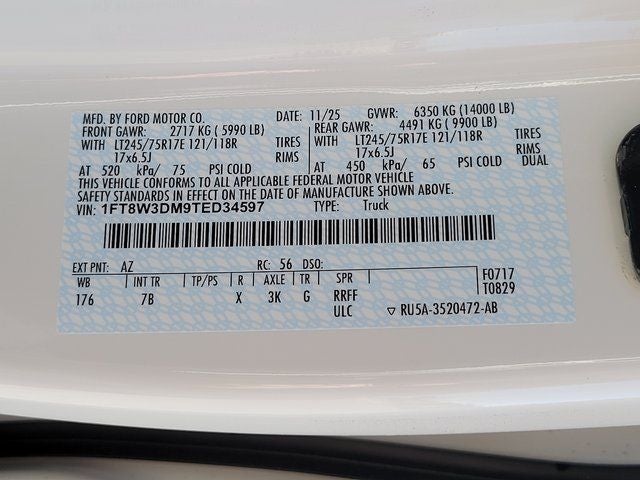 MFD. BY FORD MOTOR CO. DATE: 11/25 GVWR: 6350 KG (14000 LB)
FRONT GAWR: 2717 KG (5990 LB) REAR GAWR: 4491 KG (9900 LB)
WITH LT245/75R17E 121/118R TIRES WITH LT245/75R17E 121/118R TIRES
17x6.5J RIMS 17x6.5J RIMS
AT 520 kPa/ 75 PSI COLD AT 450 kPa/ 65 PSI COLD DUAL
THIS VEHICLE CONFORMS TO ALL APPLICABLE FEDERAL MOTOR VEHICLE
SAFETY STANDARDS IN EFFECT ON THE DATE OF MANUFACTURE SHOWN ABOVE.
VIN: 1FT8W3DM9TED34597 TYPE: Truck
EXT PNT: AZ RC: 56 DSO: F0717
WB INT TR TP/PS R AXLE TR SPR T0829
176 7B X 3K G RRFF
ULC ▽ RU5A-3520472-AB